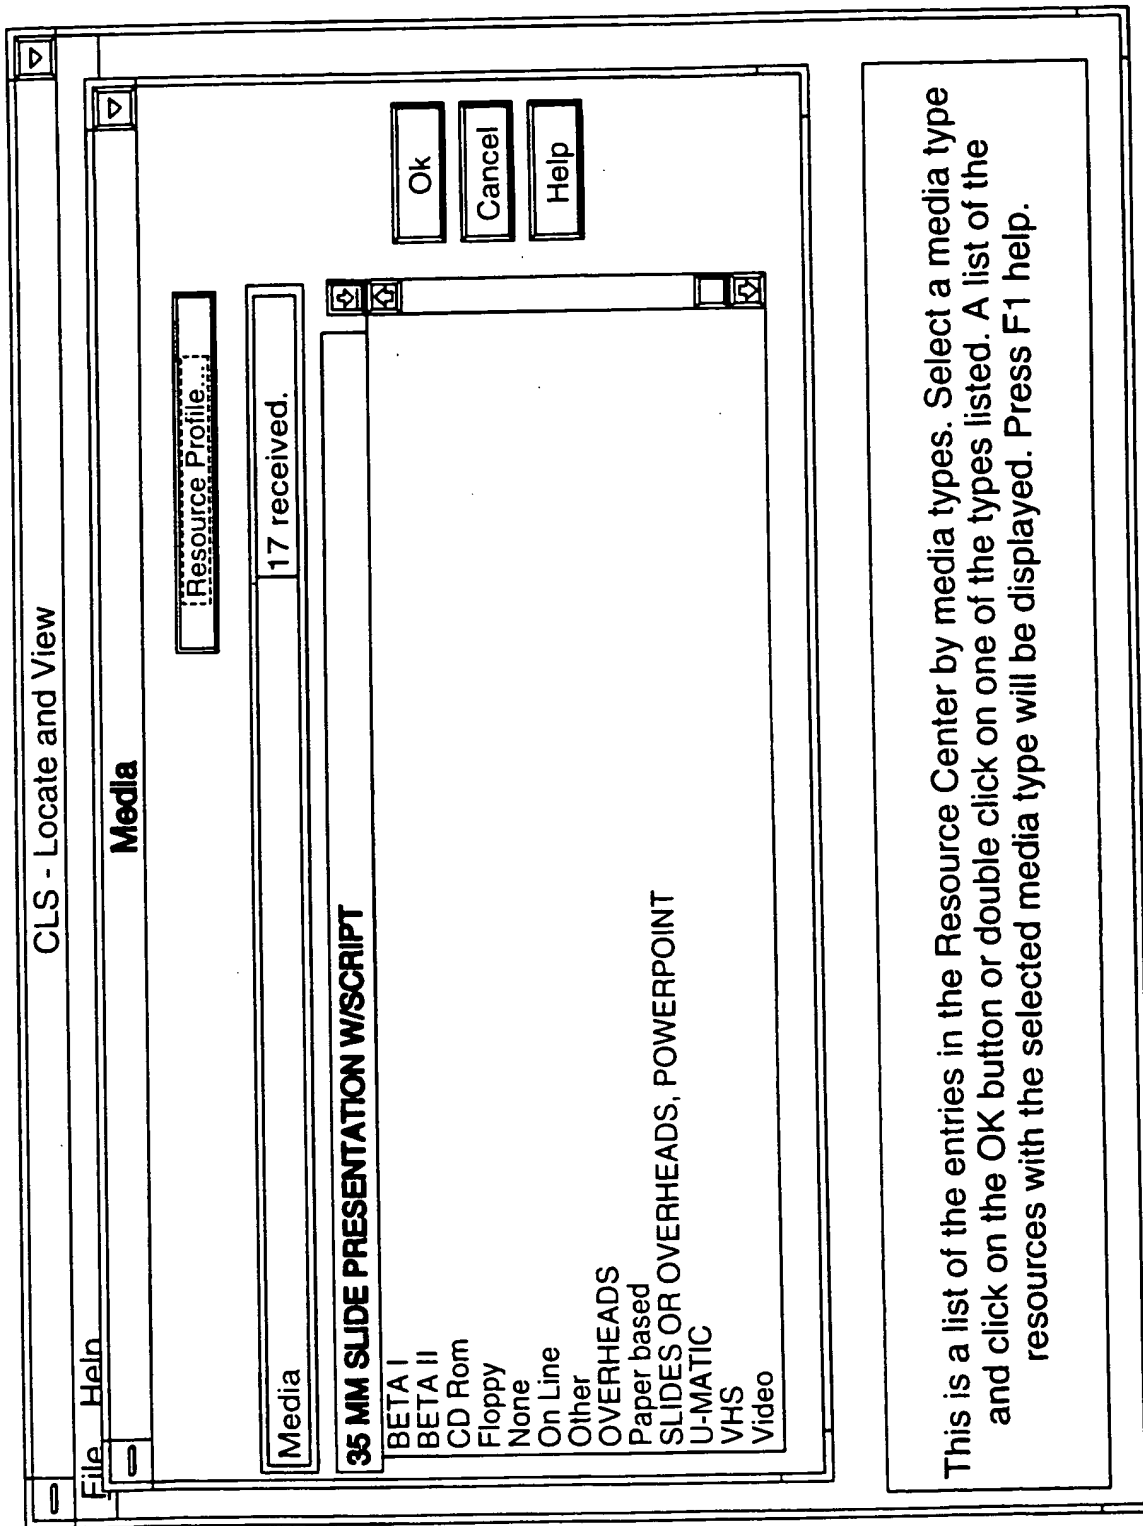 CLS - Locate and View
File Help
Media
Resource Profile...
Media 17 received.
35 MM SLIDE PRESENTATION W/SCRIPT
BETA I
BETA II
CD Rom
Floppy
None
On Line
Other
OVERHEADS
Paper based
SLIDES OR OVERHEADS, POWERPOINT
U-MATIC
VHS
Video
Ok
Cancel
Help
This is a list of the entries in the Resource Center by media types. Select a media type
and click on the OK button or double click on one of the types listed. A list of the
resources with the selected media type will be displayed. Press F1 help.